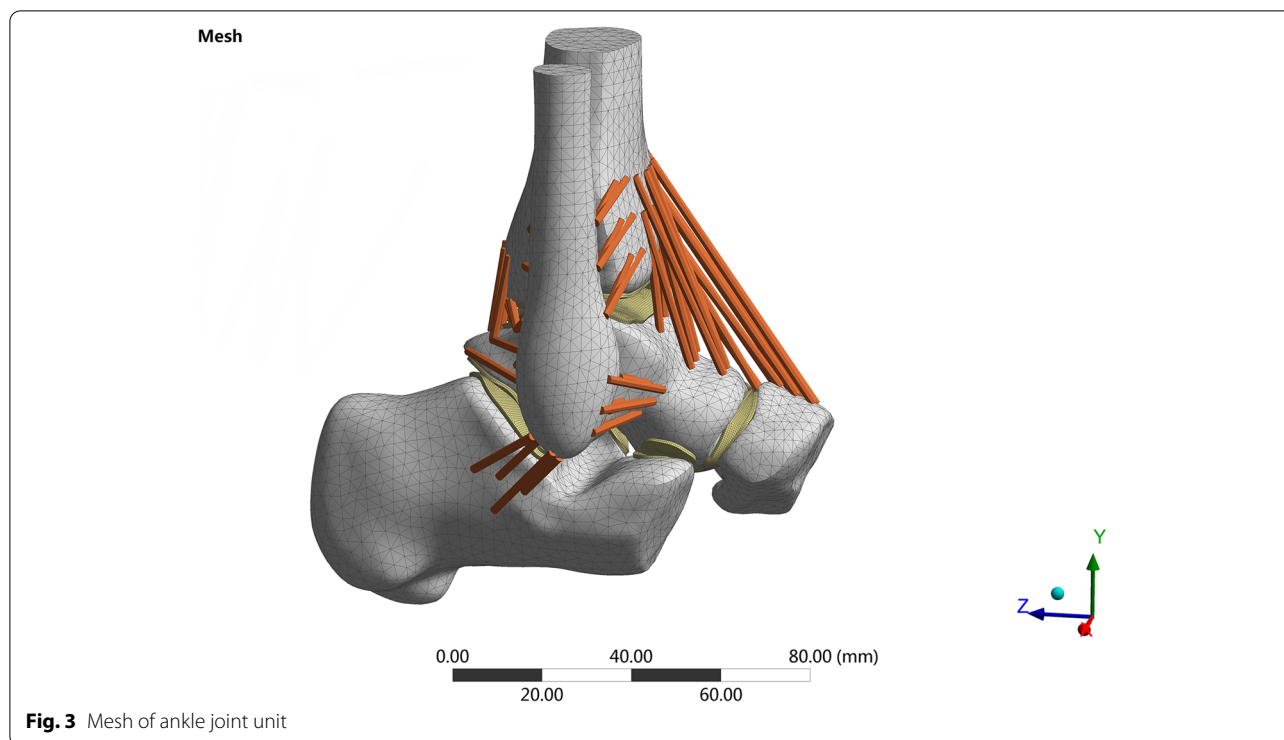 Mesh
Y
Z
0.00 40.00 80.00 (mm)
20.00 60.00
Fig. 3 Mesh of ankle joint unit